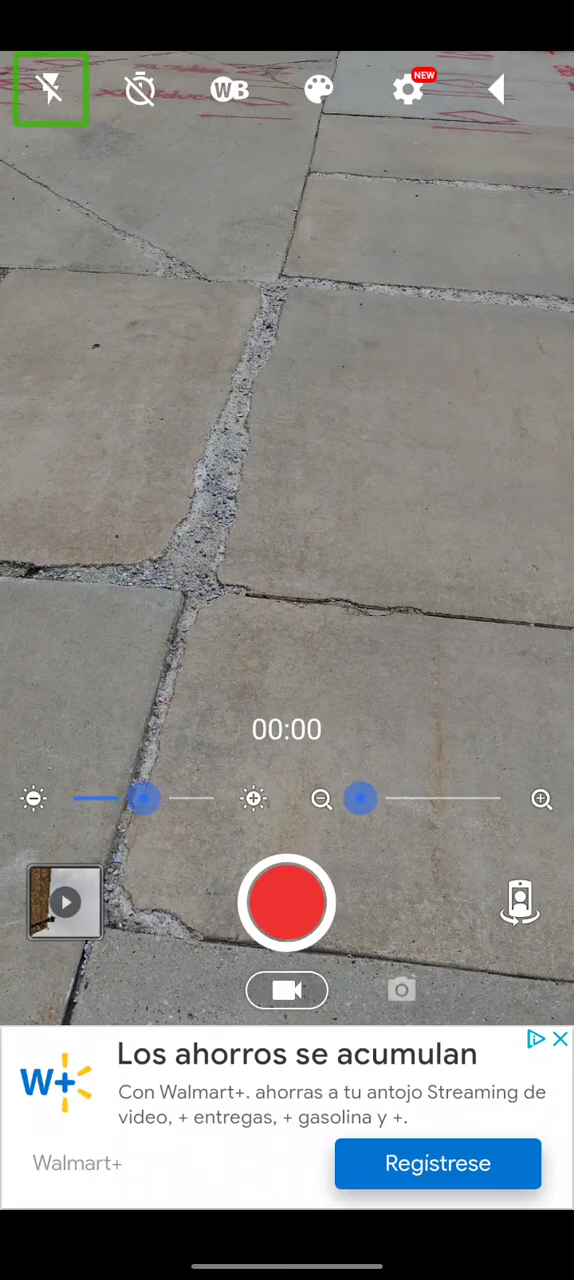 WB
NEW
00:00
Los ahorros se acumulan
W+
Con Walmart+. ahorras a tu antojo Streaming de
video, + entregas, + gasolina y +.
Walmart+
Regístrese